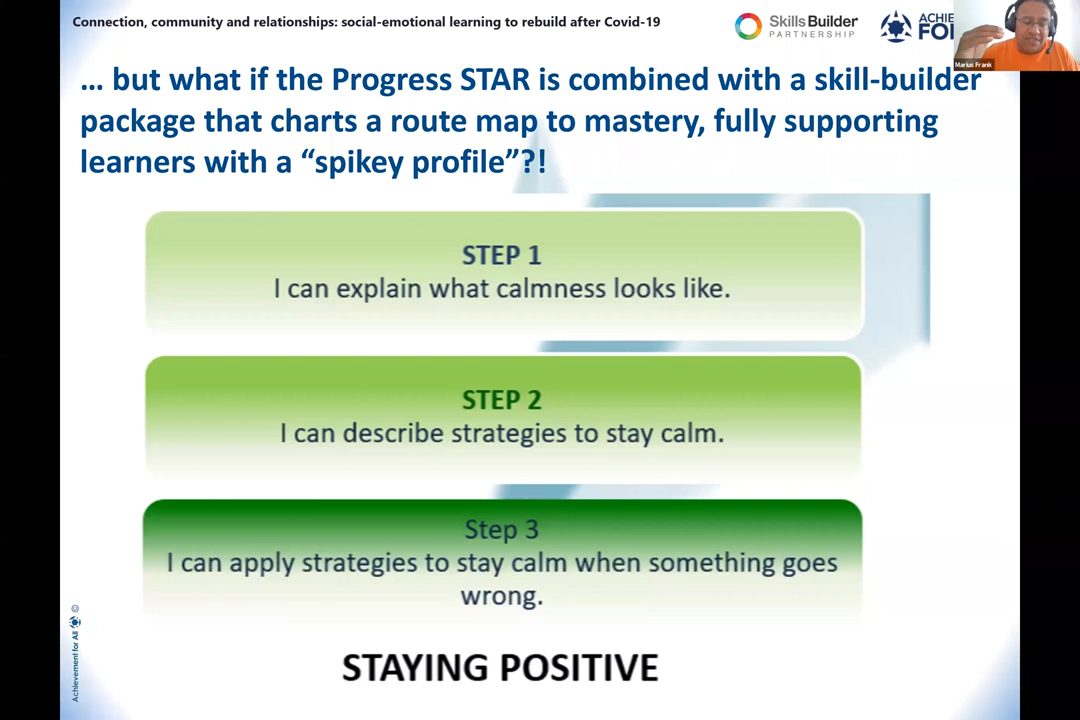 Connection, community and relationships: social-emotional learning to rebuild after Covid-19
SkillsBuilder
PARTNERSHIP
Marius Frank
… but what if the Progress STAR is combined with a skill-builder
package that charts a route map to mastery, fully supporting
learners with a “spikey profile”?!
STEP 1
I can explain what calmness looks like.
STEP 2
I can describe strategies to stay calm.
Step 3
I can apply strategies to stay calm when something goes
wrong.
STAYING POSITIVE
Achievement for All ©